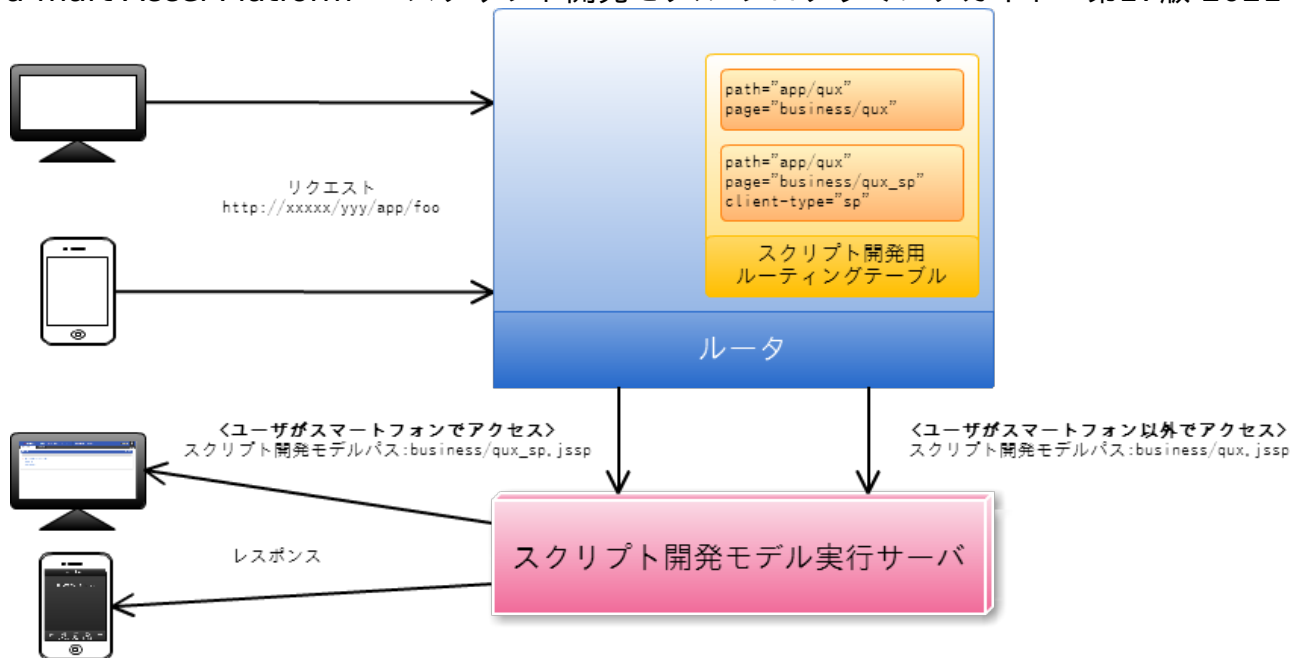 path="app/qux"
page="business/qux"
path="app/qux"
page="business/qux_sp"
client-type="sp"
スクリプト開発用
ルーティングテーブル
リクエスト
http://xxxxx/yyy/app/foo
ルータ
<ユーザがスマートフォンでアクセス>
スクリプト開発モデルパス:business/qux_sp.jssp
<ユーザがスマートフォン以外でアクセス>
スクリプト開発モデルパス:business/qux.jssp
スクリプト開発モデル実行サーバ
レスポンス